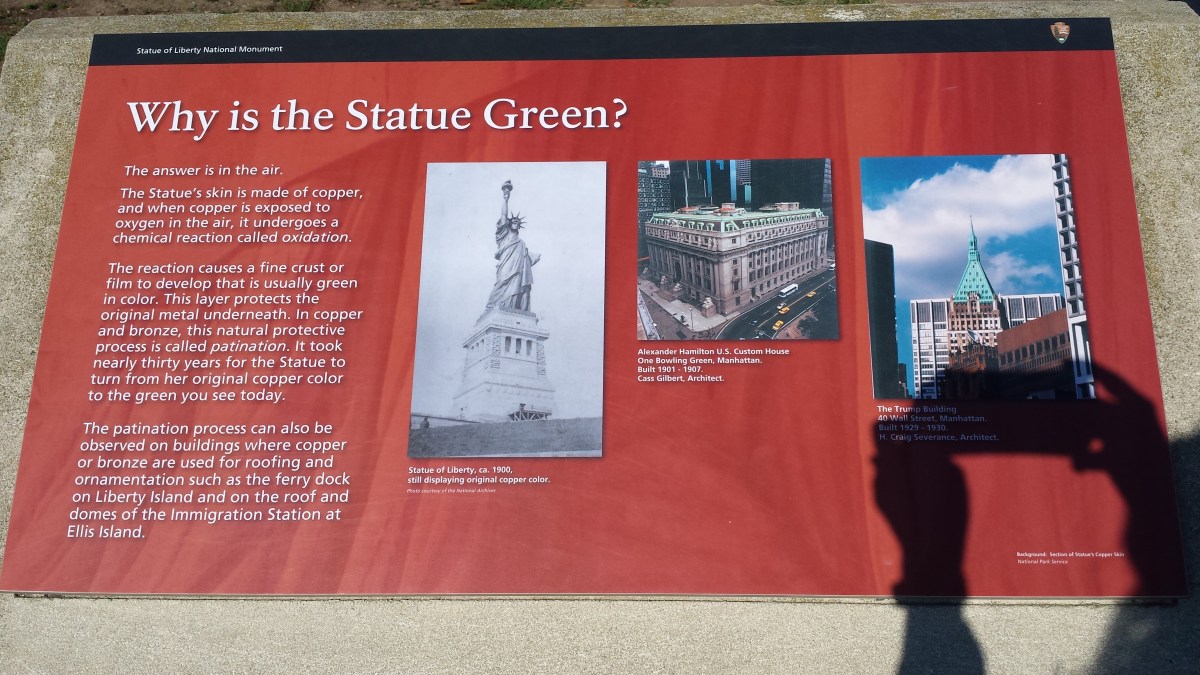 Statue of Liberty National Monument
Why is the Statue Green?
The answer is in the air.
The Statue's skin is made of copper,
and when copper is exposed to
oxygen in the air, it undergoes a
chemical reaction called oxidation.
The reaction causes a fine crust or
film to develop that is usually green
in color. This layer protects the
original metal underneath. In copper
and bronze, this natural protective
process is called patination. It took
nearly thirty years for the Statue to
turn from her original copper color
to the green you see today.
The patination process can also be
observed on buildings where copper
or bronze are used for roofing and
ornamentation such as the ferry dock
on Liberty Island and on the roof and
domes of the Immigration Station at
Ellis Island.
Statue of Liberty, ca. 1900,
still displaying original copper color.
Photo courtesy of the National Archives
Alexander Hamilton U.S. Custom House
One Bowling Green, Manhattan.
Built 1901 - 1907.
Cass Gilbert, Architect.
The Trump Building
40 Wall Street, Manhattan.
Built 1929 - 1930.
H. Craig Severance, Architect.
Background: Section of Statue's Copper Skin
National Park Service